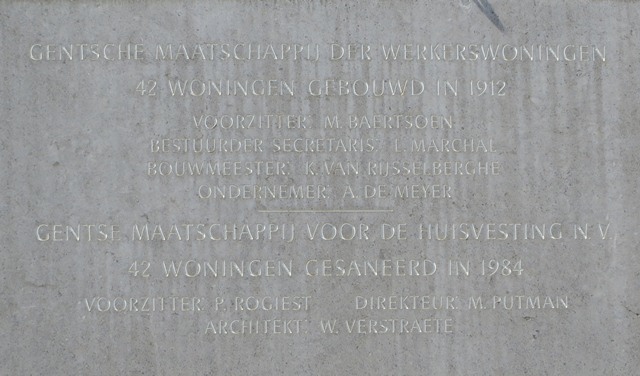 GENTSCHE MAATSCHAPPIJ DER WERKERSWONINGEN
42 WONINGEN GEBOUWD IN 1912
VOORZITTER: M. BAERTSOEN
BESTUURDER SECRETARIS: L. MARCHAL
BOUWMEESTER: K. VAN RIJSSELBERGHE
ONDERNEMER: A. DE MEYER
GENTSE MAATSCHAPPIJ VOOR DE HUISVESTING N.V.
42 WONINGEN GESANEERD IN 1984
VOORZITTER: P. ROGIEST DIREKTEUR: M. PUTMAN
ARCHITEKT: W. VERSTRAETE